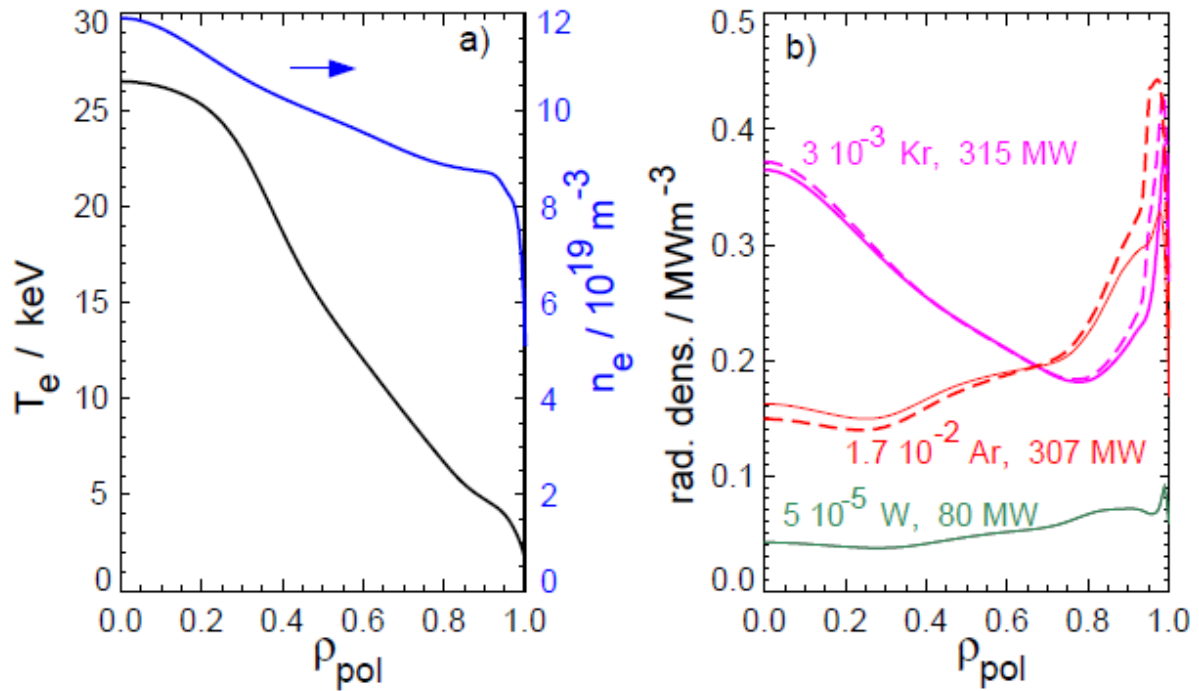 a)
30
25
20
15
10
5
0
T_e / keV
12
10
8
6
4
2
0
n_e / 10^19 m^-3
0.0 0.2 0.4 0.6 0.8 1.0
ρ_pol
b)
0.5
0.4
0.3
0.2
0.1
0.0
rad. dens. / MWm^-3
3 10^-3 Kr, 315 MW
1.7 10^-2 Ar, 307 MW
5 10^-5 W, 80 MW
0.0 0.2 0.4 0.6 0.8 1.0
ρ_pol